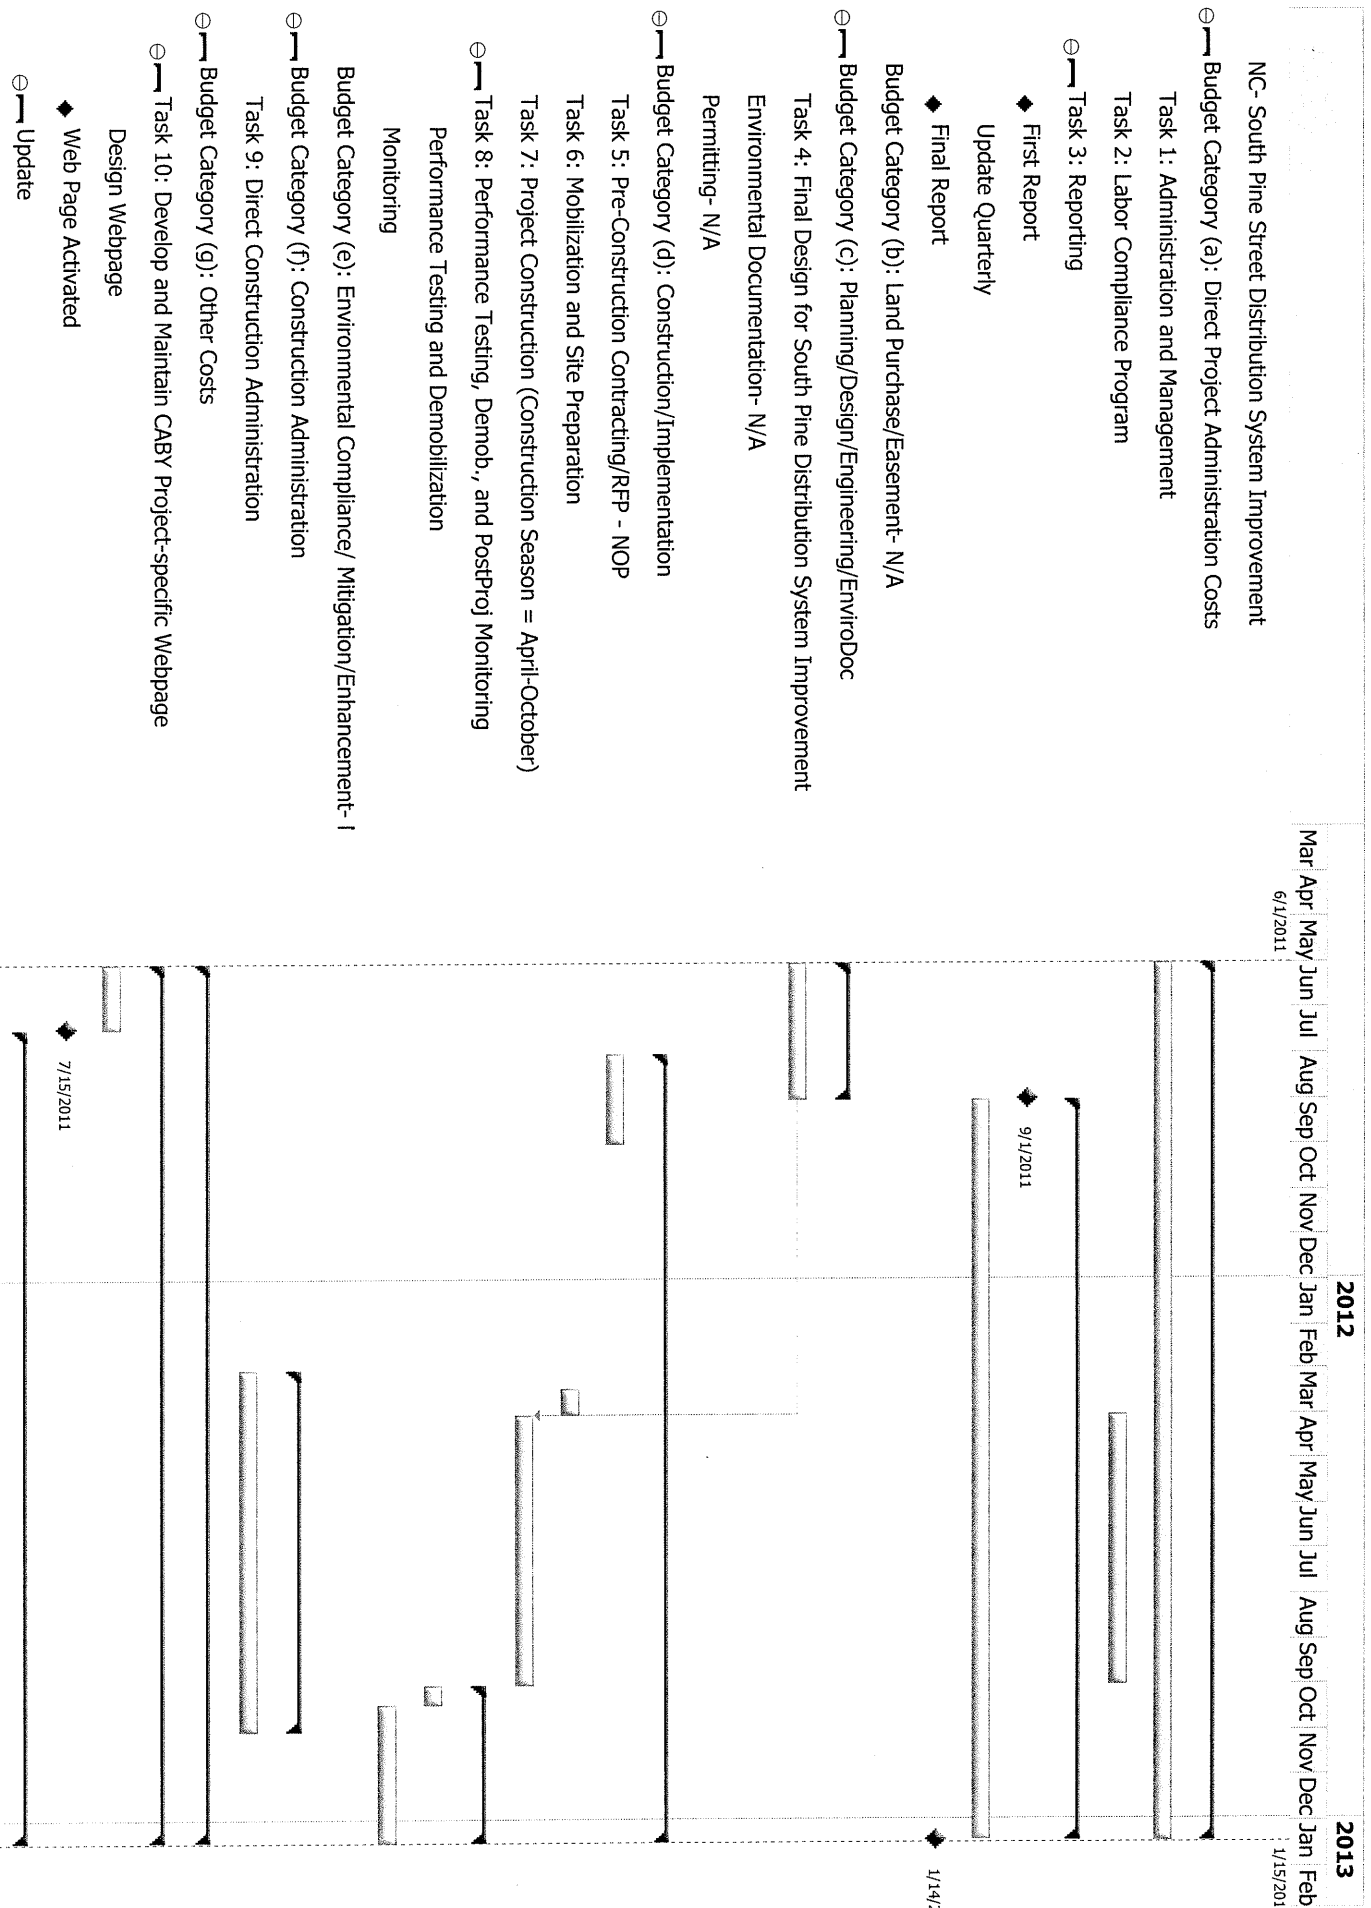 2012
2013
Mar Apr May Jun Jul Aug Sep Oct Nov Dec Jan Feb Mar Apr May Jun Jul Aug Sep Oct Nov Dec Jan Feb
6/1/2011
1/15/201
NC- South Pine Street Distribution System Improvement
Budget Category (a): Direct Project Administration Costs
Task 1: Administration and Management
Task 2: Labor Compliance Program
Task 3: Reporting
First Report
9/1/2011
Update Quarterly
Final Report
1/14/
Budget Category (b): Land Purchase/Easement- N/A
Budget Category (c): Planning/Design/Engineering/EnviroDoc
Task 4: Final Design for South Pine Distribution System Improvement
Environmental Documentation- N/A
Permitting- N/A
Budget Category (d): Construction/Implementation
Task 5: Pre-Construction Contracting/RFP - NOP
Task 6: Mobilization and Site Preparation
Task 7: Project Construction (Construction Season = April-October)
Task 8: Performance Testing, Demob., and PostProj Monitoring
Performance Testing and Demobilization
Monitoring
Budget Category (e): Environmental Compliance/ Mitigation/Enhancement-
Budget Category (f): Construction Administration
Task 9: Direct Construction Administration
Budget Category (g): Other Costs
Task 10: Develop and Maintain CABY Project-specific Webpage
Design Webpage
Web Page Activated
7/15/2011
Update